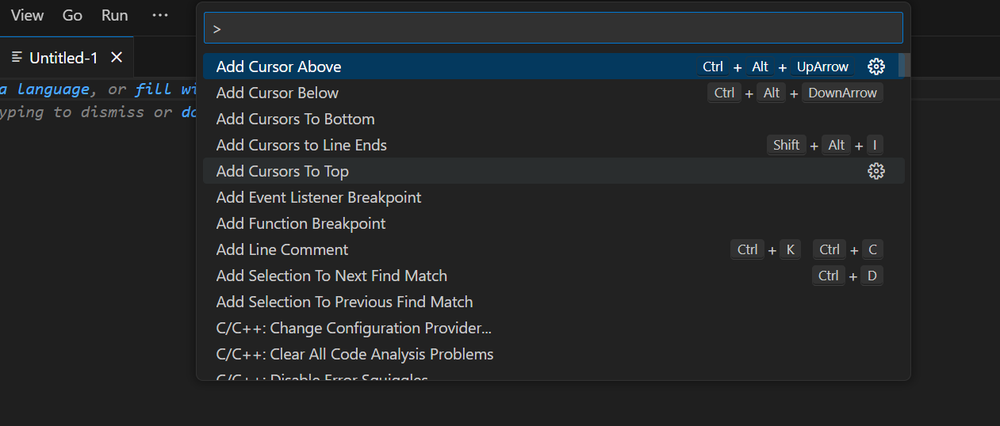 View Go Run ···
>
Untitled-1
a language, or fill wi
yping to dismiss or do
Add Cursor Above Ctrl + Alt + UpArrow
Add Cursor Below Ctrl + Alt + DownArrow
Add Cursors To Bottom
Add Cursors to Line Ends Shift + Alt + I
Add Cursors To Top
Add Event Listener Breakpoint
Add Function Breakpoint
Add Line Comment Ctrl + K Ctrl + C
Add Selection To Next Find Match Ctrl + D
Add Selection To Previous Find Match
C/C++: Change Configuration Provider...
C/C++: Clear All Code Analysis Problems
C/C++: Disable Error Squiggles